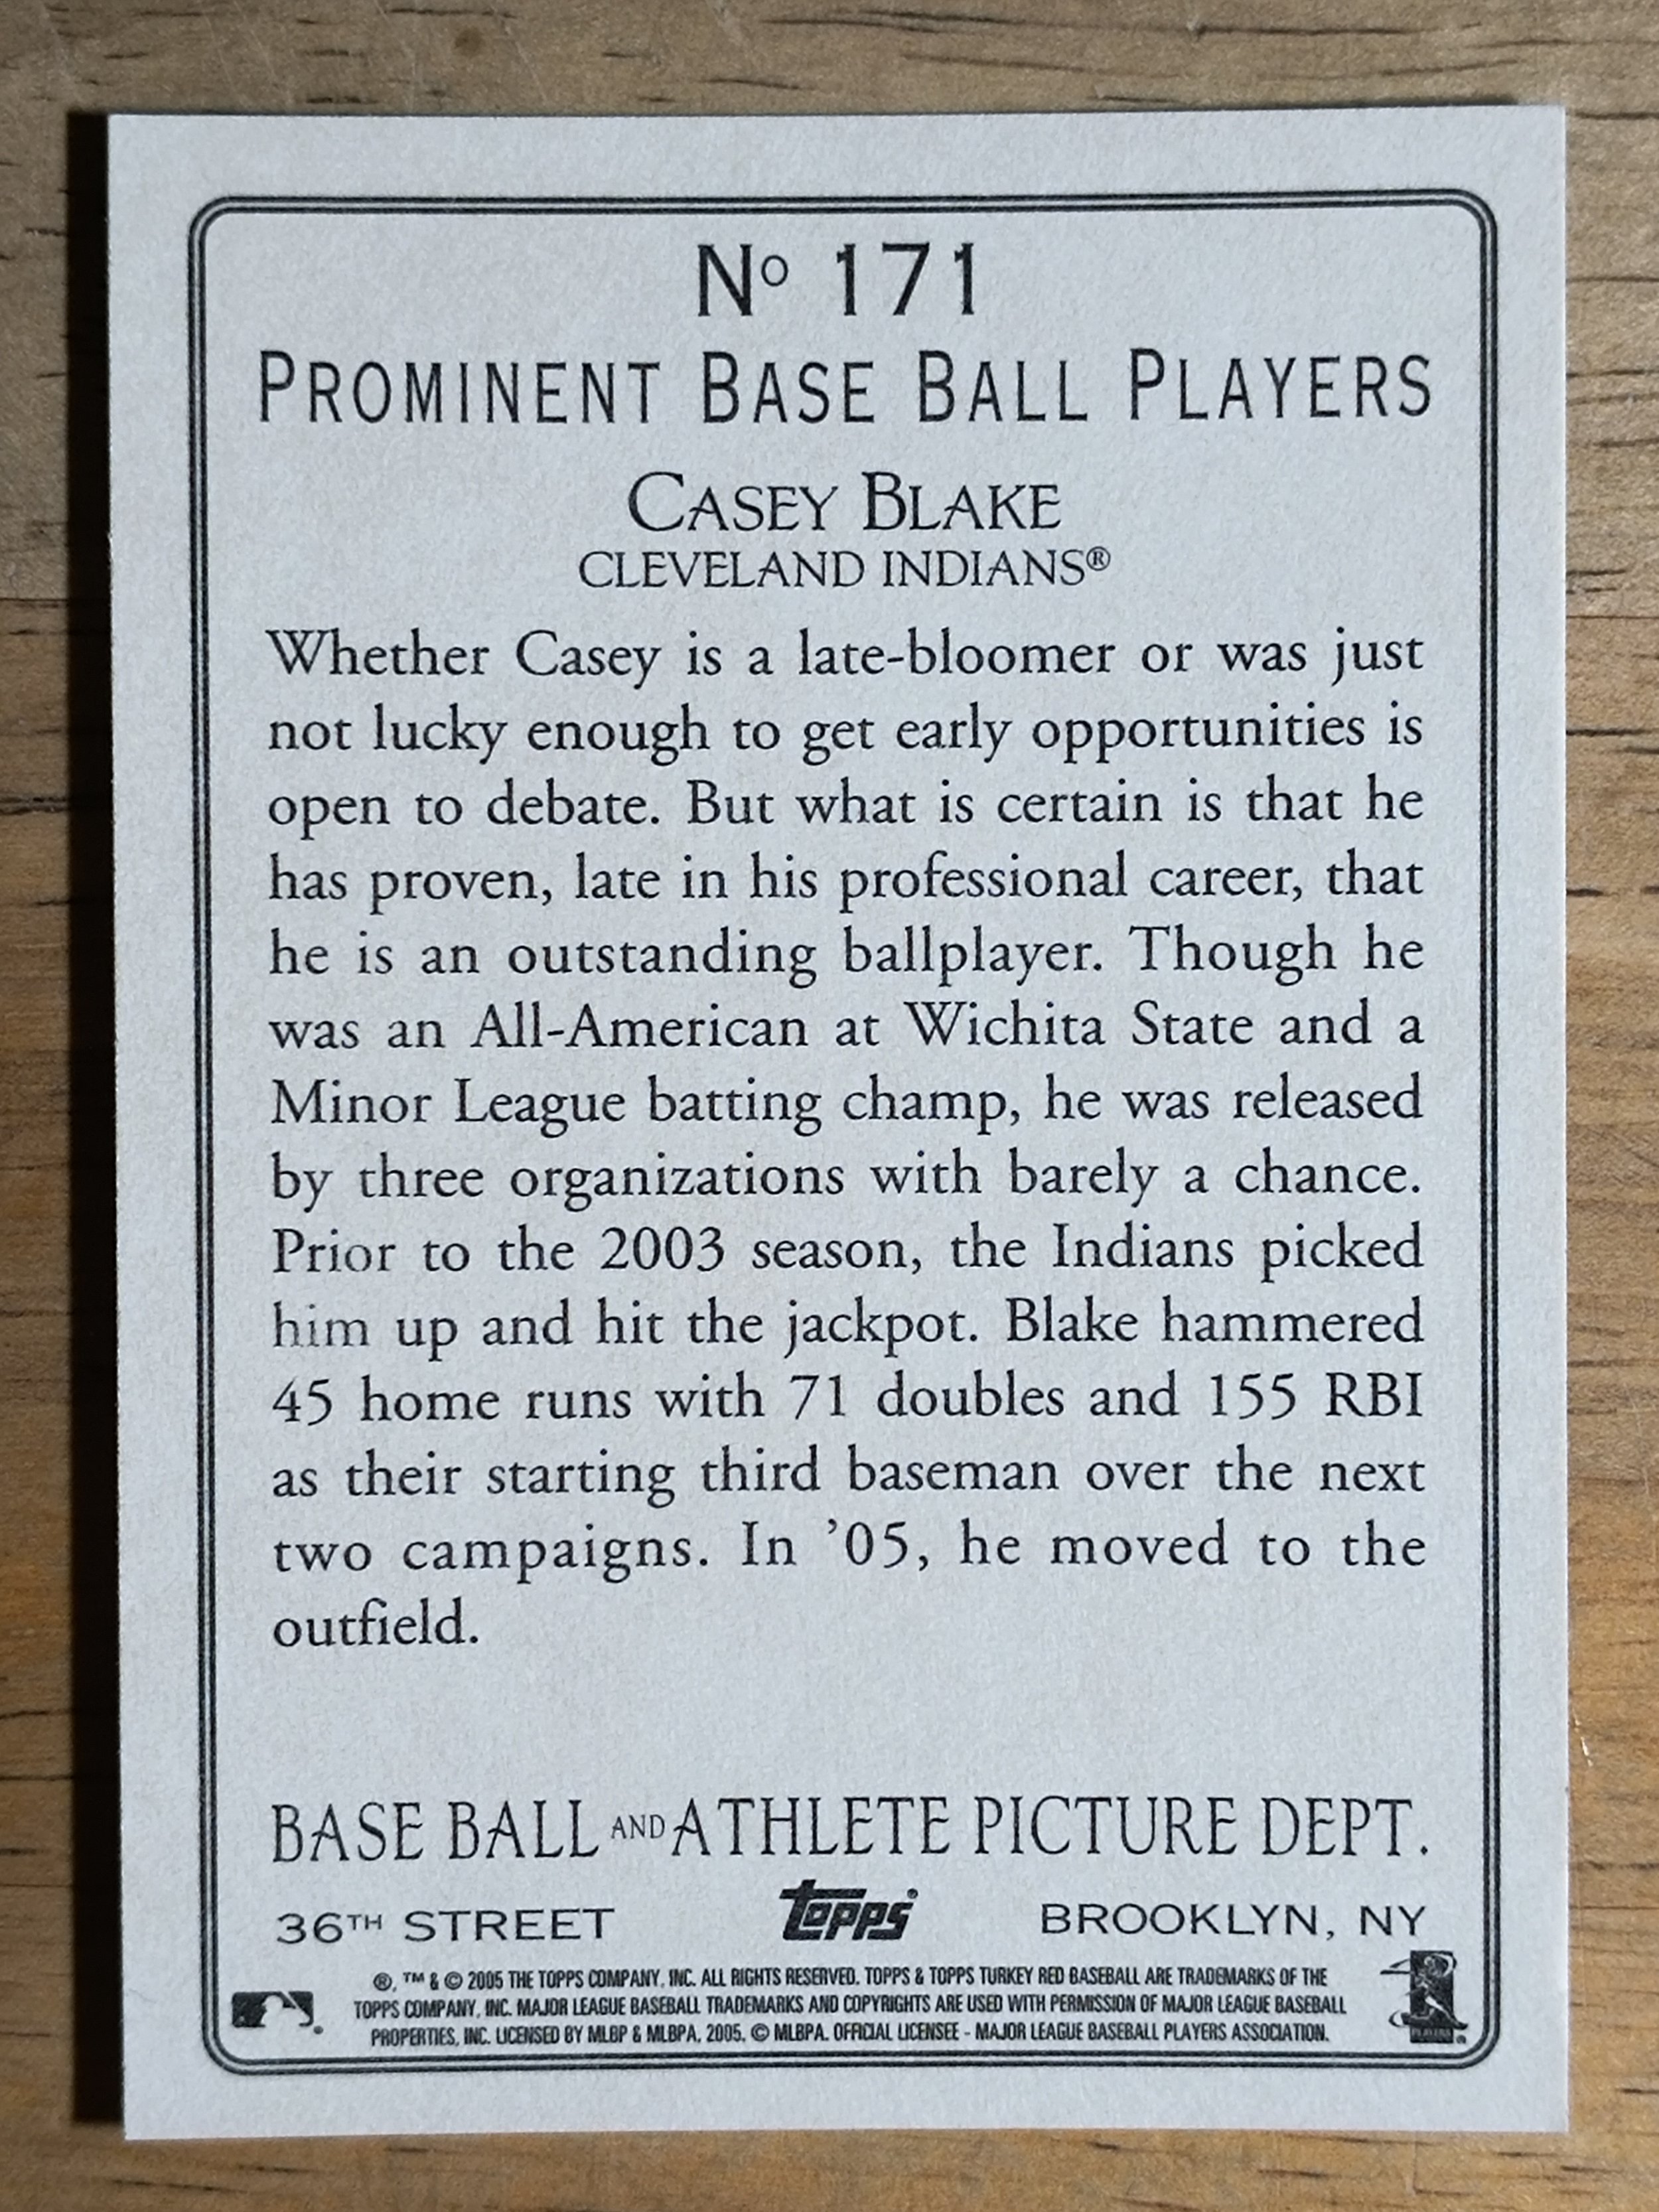 Nº 171
PROMINENT BASE BALL PLAYERS
CASEY BLAKE
CLEVELAND INDIANS®
Whether Casey is a late-bloomer or was just
not lucky enough to get early opportunities is
open to debate. But what is certain is that he
has proven, late in his professional career, that
he is an outstanding ballplayer. Though he
was an All-American at Wichita State and a
Minor League batting champ, he was released
by three organizations with barely a chance.
Prior to the 2003 season, the Indians picked
him up and hit the jackpot. Blake hammered
45 home runs with 71 doubles and 155 RBI
as their starting third baseman over the next
two campaigns. In ’05, he moved to the
outfield.
BASE BALL AND ATHLETE PICTURE DEPT.
36TH STREET topps® BROOKLYN, NY
®, ™ & © 2005 THE TOPPS COMPANY, INC. ALL RIGHTS RESERVED. TOPPS & TOPPS TURKEY RED BASEBALL ARE TRADEMARKS OF THE
TOPPS COMPANY, INC. MAJOR LEAGUE BASEBALL TRADEMARKS AND COPYRIGHTS ARE USED WITH PERMISSION OF MAJOR LEAGUE BASEBALL
PROPERTIES, INC. LICENSED BY MLBP & MLBPA, 2005. © MLBPA. OFFICIAL LICENSEE - MAJOR LEAGUE BASEBALL PLAYERS ASSOCIATION.
PLAYERS